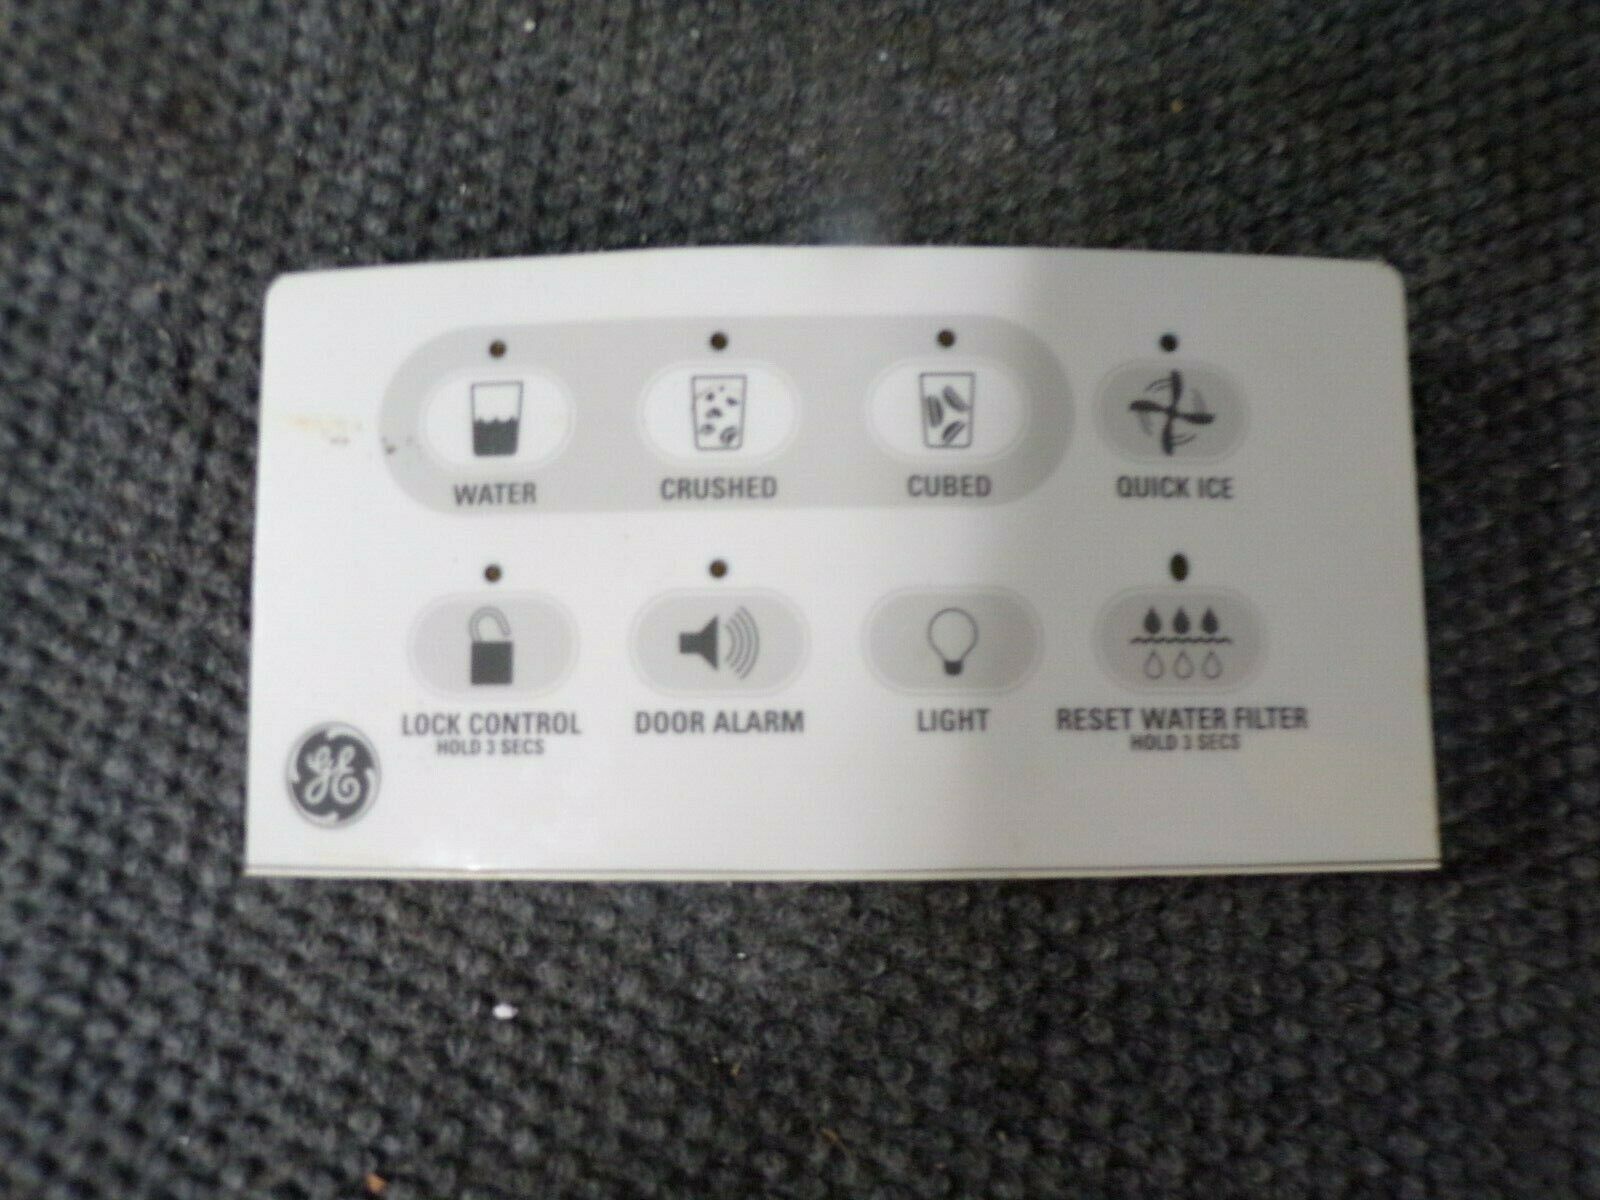 WATER
CRUSHED
CUBED
QUICK ICE
LOCK CONTROL
HOLD 3 SECS
DOOR ALARM
LIGHT
RESET WATER FILTER
HOLD 3 SECS
GE